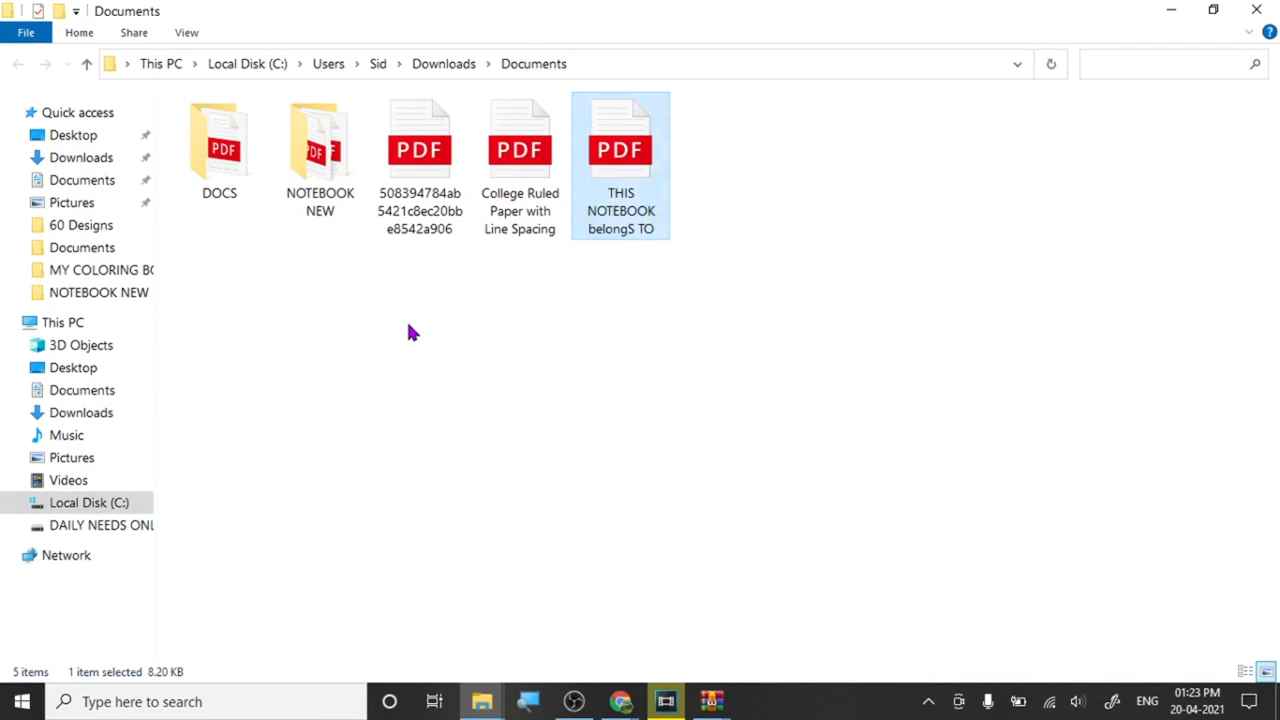 Documents
File
Home
Share
View
This PC
Local Disk (C:)
Users
Sid
Downloads
Documents
Quick access
Desktop
Downloads
Documents
Pictures
60 Designs
Documents
MY COLORING BO
NOTEBOOK NEW
This PC
3D Objects
Desktop
Documents
Downloads
Music
Pictures
Videos
Local Disk (C:)
DAILY NEEDS ONL
Network
PDF
DOCS
PDF
NOTEBOOK
NEW
PDF
508394784ab
5421c8ec20bb
e8542a906
PDF
College Ruled
Paper with
Line Spacing
PDF
THIS
NOTEBOOK
belongS TO
5 items
1 item selected 8.20 KB
Type here to search
ENG
01:23 PM
20-04-2021